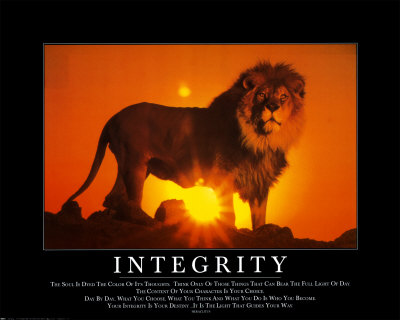 INTEGRITY
THE SOUL IS DYED THE COLOR OF IT'S THOUGHTS. THINK ONLY OF THOSE THINGS THAT CAN BEAR THE FULL LIGHT OF DAY.
THE CONTENT OF YOUR CHARACTER IS YOUR CHOICE.
DAY BY DAY, WHAT YOU CHOOSE, WHAT YOU THINK AND WHAT YOU DO IS WHO YOU BECOME.
YOUR INTEGRITY IS YOUR DESTINY...IT IS THE LIGHT THAT GUIDES YOUR WAY.
HERACLITUS